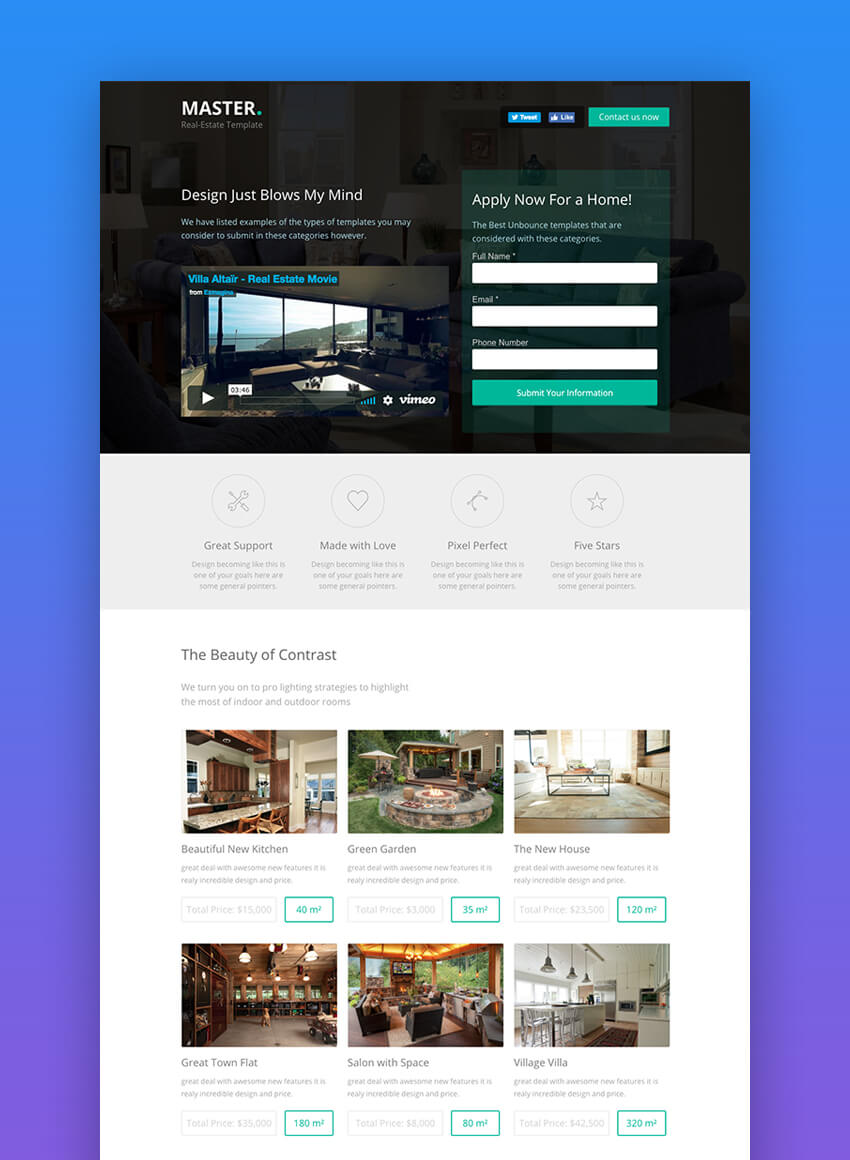 MASTER.
Real-Estate Template
Tweet
Like
Contact us now
Design Just Blows My Mind
We have listed examples of the types of templates you may
consider to submit in these categories however.
Villa Altaïr - Real Estate Movie
from
03:46
vimeo
Apply Now For a Home!
The Best Unbounce templates that are
considered with these categories.
Full Name *
Email *
Phone Number
Submit Your Information
Great Support
Design becoming like this is
one of your goals here are
some general pointers.
Made with Love
Design becoming like this is
one of your goals here are
some general pointers.
Pixel Perfect
Design becoming like this is
one of your goals here are
some general pointers.
Five Stars
Design becoming like this is
one of your goals here are
some general pointers.
The Beauty of Contrast
We turn you on to pro lighting strategies to highlight
the most of indoor and outdoor rooms
Beautiful New Kitchen
great deal with awesome new features it is
realy incredible design and price.
Total Price: $15,000
40 m²
Green Garden
great deal with awesome new features it is
realy incredible design and price.
Total Price: $3,000
35 m²
The New House
great deal with awesome new features it is
realy incredible design and price.
Total Price: $23,500
120 m²
Great Town Flat
great deal with awesome new features it is
realy incredible design and price.
Total Price: $35,000
180 m²
Salon with Space
great deal with awesome new features it is
realy incredible design and price.
Total Price: $8,000
80 m²
Village Villa
great deal with awesome new features it is
realy incredible design and price.
Total Price: $42,500
320 m²